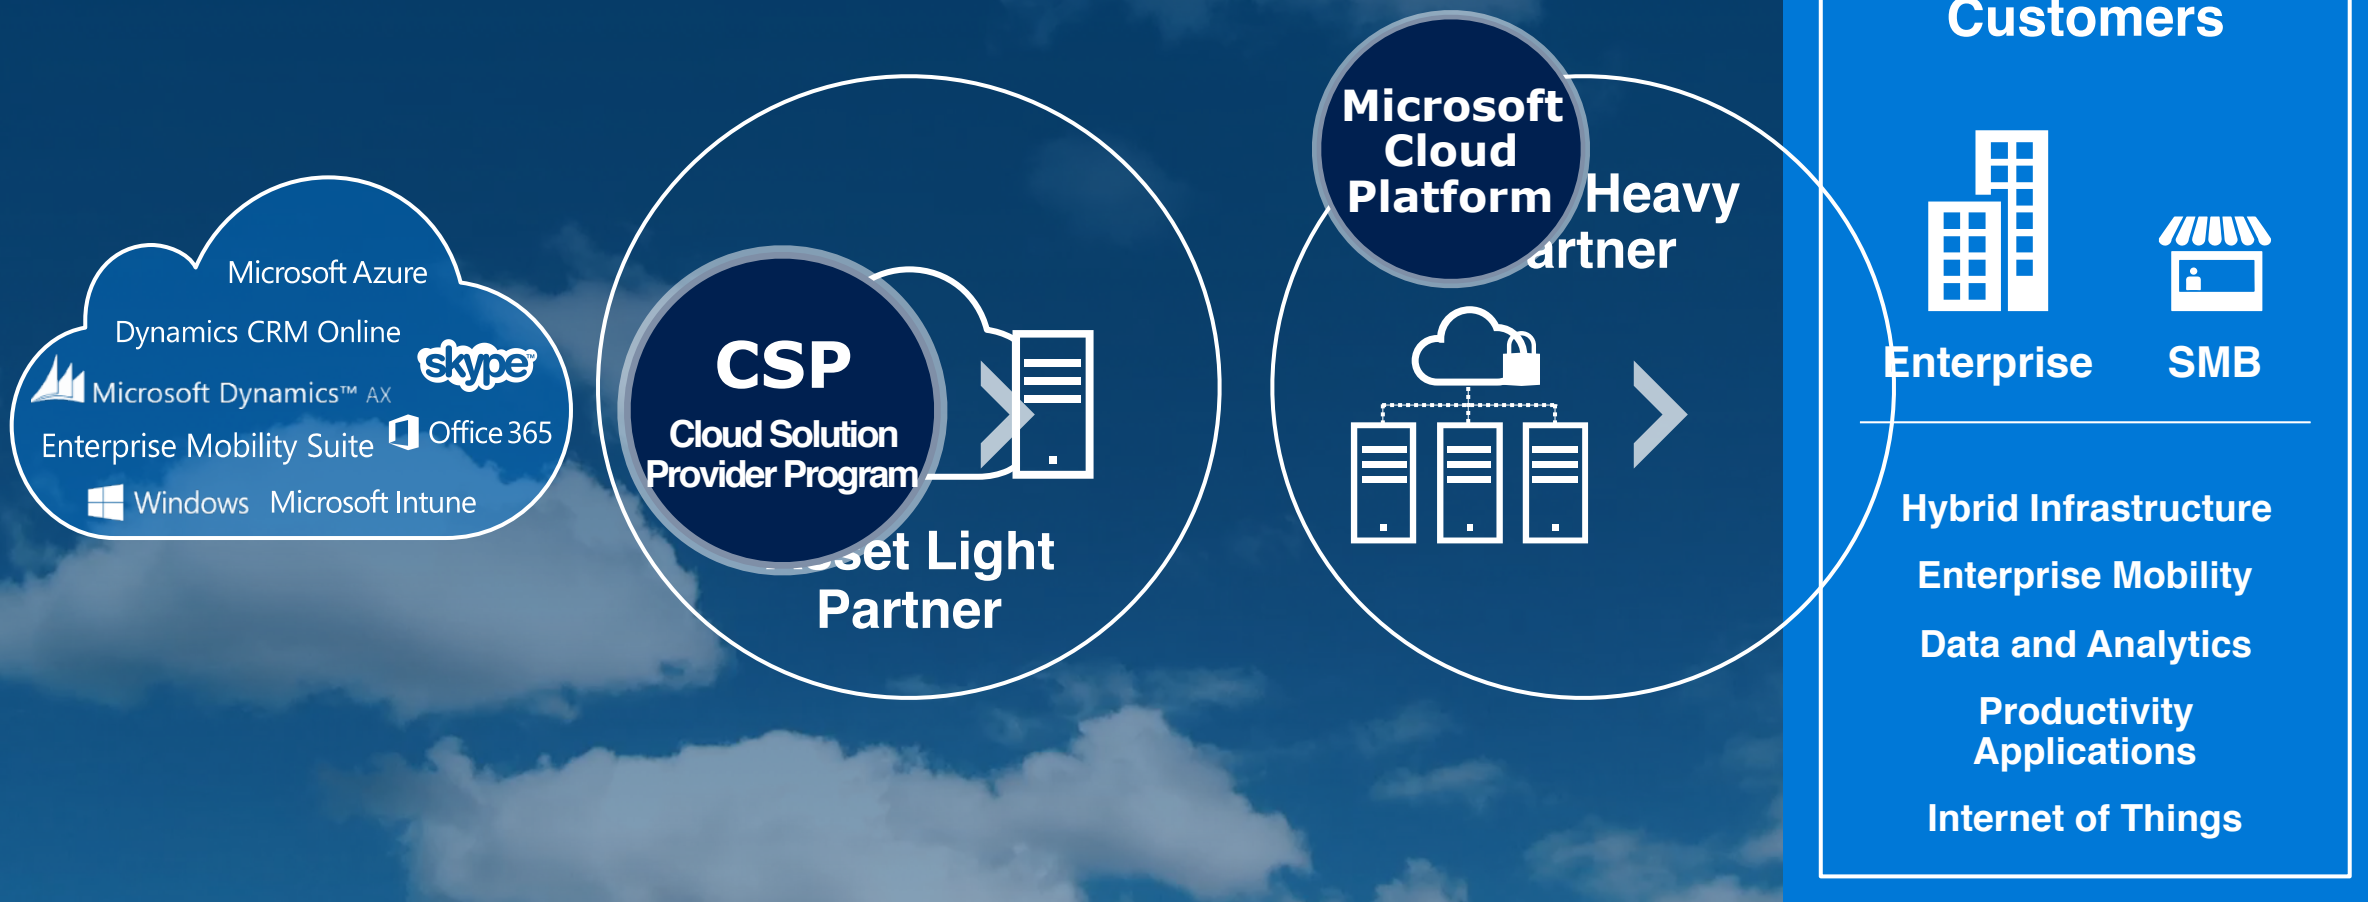 Microsoft Azure
Dynamics CRM Online
skype™
Microsoft Dynamics™ AX
Office 365
Enterprise Mobility Suite
Windows Microsoft Intune
CSP
Cloud Solution
Provider Program
Light
Partner
Microsoft
Cloud
Platform
Heavy
Customers
Enterprise SMB
Hybrid Infrastructure
Enterprise Mobility
Data and Analytics
Productivity
Applications
Internet of Things